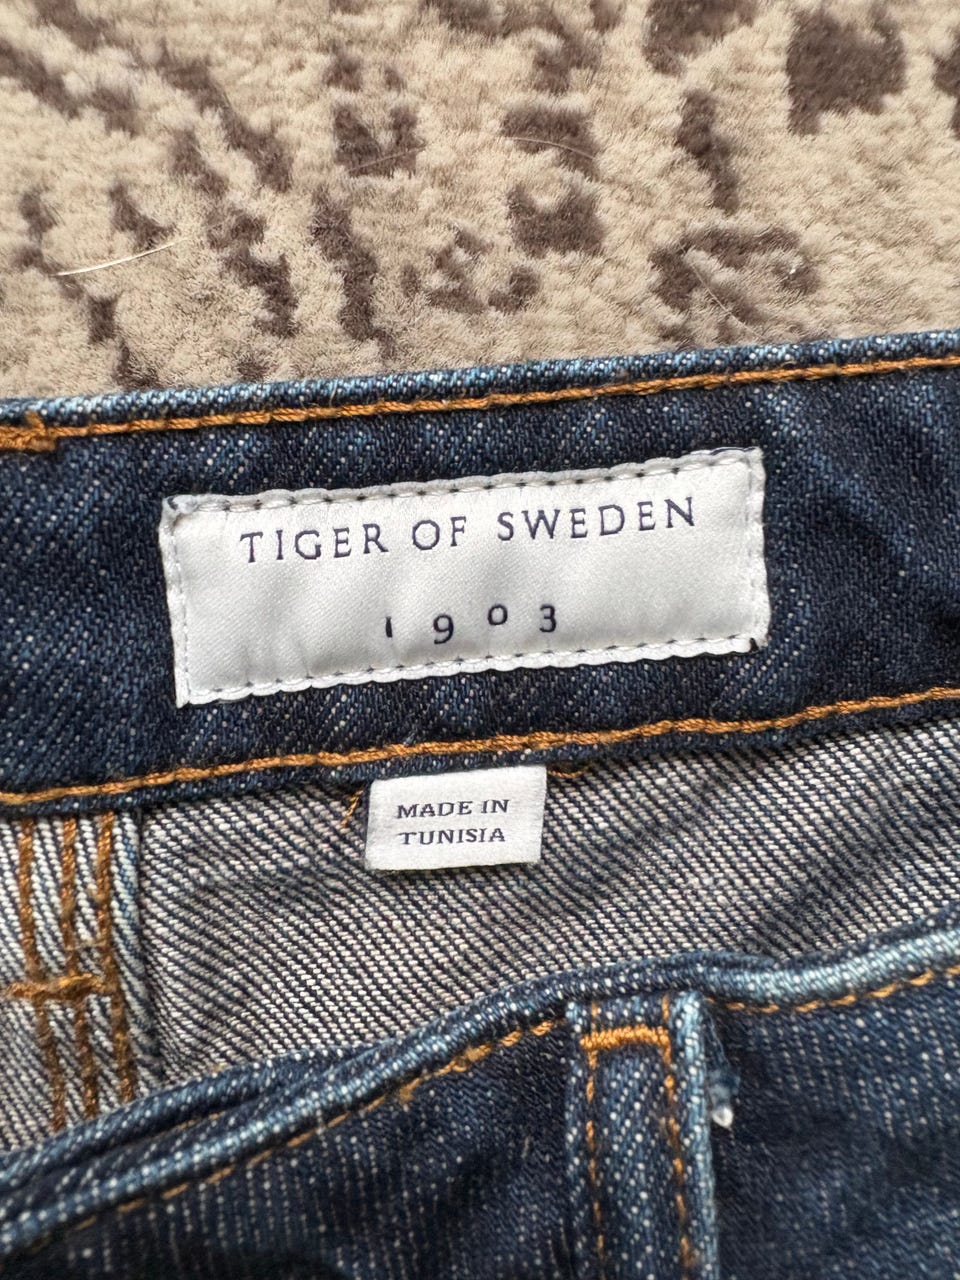 TIGER OF SWEDEN
1903
MADE IN
TUNISIA